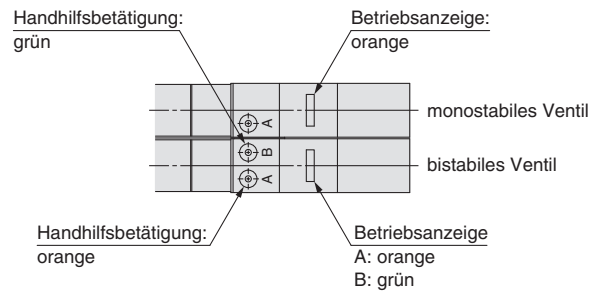 Handhilfsbetätigung:
grün
Betriebsanzeige:
orange
A
monostabiles Ventil
B
bistabiles Ventil
A
Handhilfsbetätigung:
orange
Betriebsanzeige
A: orange
B: grün